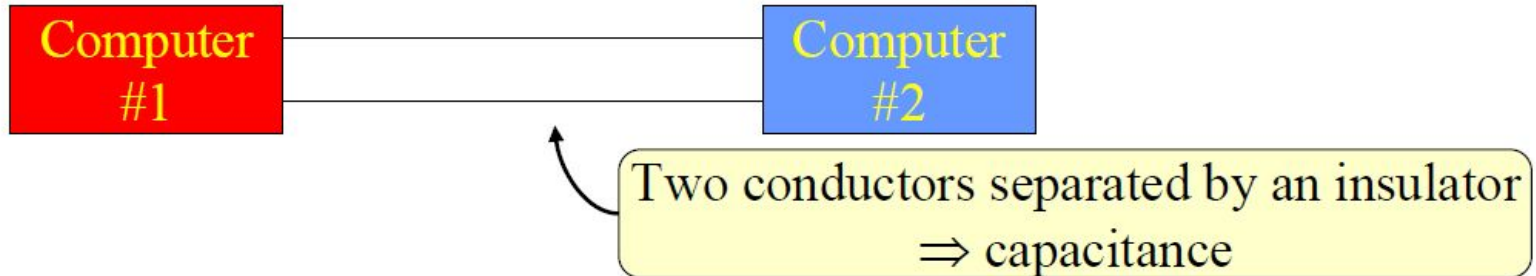 Computer
#1
Computer
#2
Two conductors separated by an insulator
⇒ capacitance